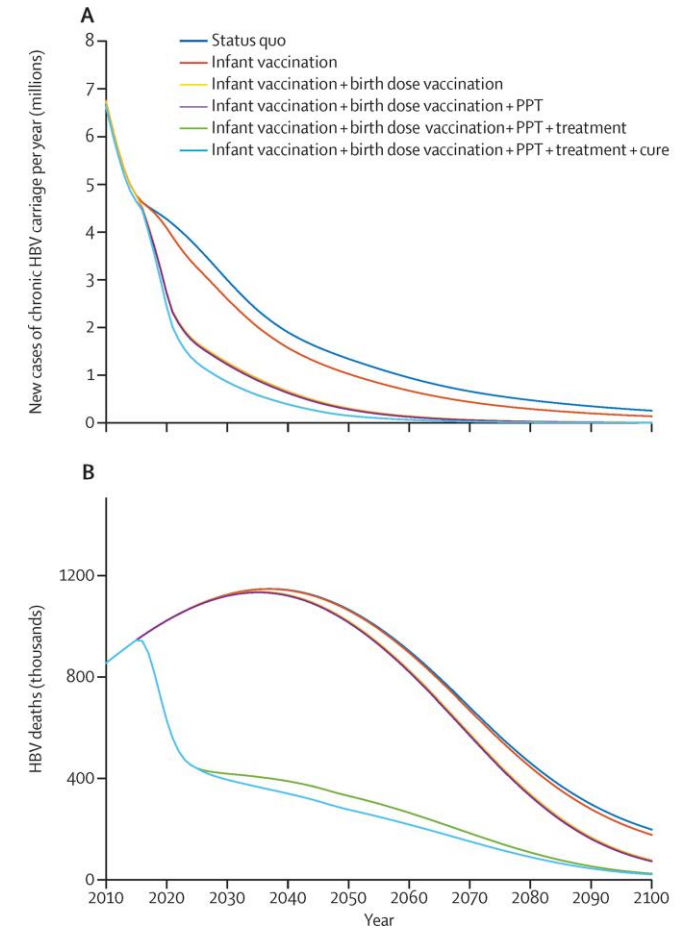 A
New cases of chronic HBV carriage per year (millions)
8
7
6
5
4
3
2
1
0
Status quo
Infant vaccination
Infant vaccination + birth dose vaccination
Infant vaccination + birth dose vaccination + PPT
Infant vaccination + birth dose vaccination + PPT + treatment
Infant vaccination + birth dose vaccination + PPT + treatment + cure
B
HBV deaths (thousands)
1200
800
400
0
2010 2020 2030 2040 2050 2060 2070 2080 2090 2100
Year